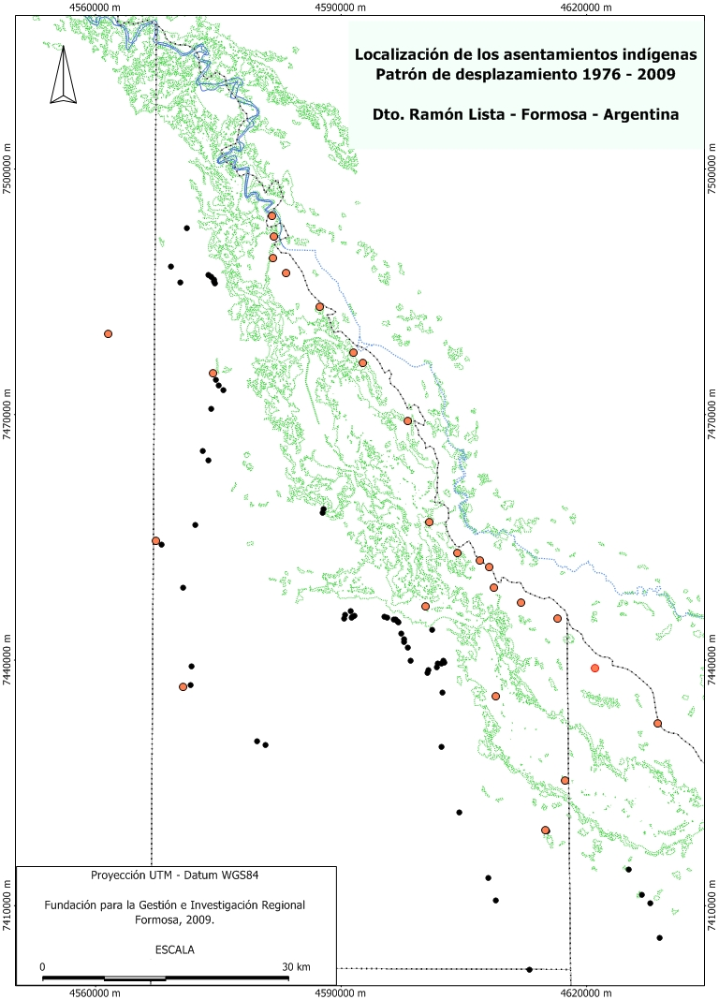 4560000 m
4590000 m
4620000 m
Localización de los asentamientos indígenas
Patrón de desplazamiento 1976 - 2009
Dto. Ramón Lista - Formosa - Argentina
7500000 m
7500000 m
7470000 m
7470000 m
7440000 m
7440000 m
7410000 m
7410000 m
Proyección UTM - Datum WGS84
Fundación para la Gestión e Investigación Regional
Formosa, 2009.
ESCALA
0
30 km
4560000 m
4590000 m
4620000 m